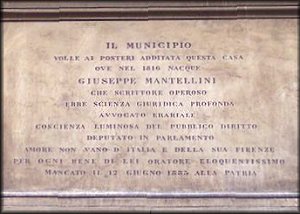 IL MUNICIPIO
VOLLE AI POSTERI ADDITATA QUESTA CASA
OVE NEL 1816 NACQUE
GIUSEPPE MANTELLINI
CHE SCRITTORE OPEROSO
EBBE SCIENZA GIURIDICA PROFONDA
AVVOCATO ERARIALE
COSCIENZA LUMINOSA DEL PUBBLICO DIRITTO
DEPUTATO IN PARLAMENTO
AMORE NON VANO D'ITALIA E DELLA SUA FIRENZE
PER OGNI BENE DI LEI ORATORE ELOQUENTISSIMO
MANCATO IL 12 GIUGNO 1885 ALLA PATRIA